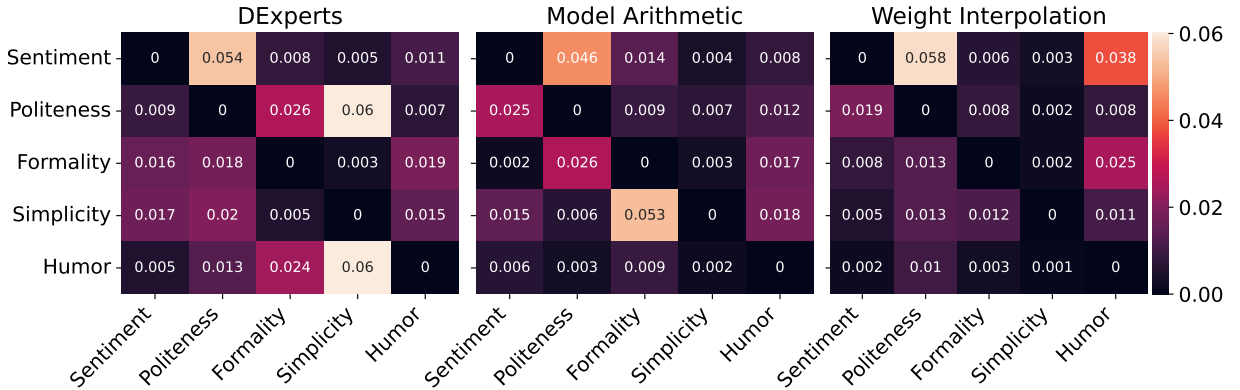 DExperts Model Arithmetic Weight Interpolation
Sentiment 0 0.054 0.008 0.005 0.011 0 0.046 0.014 0.004 0.008 0 0.058 0.006 0.003 0.038 0.06
Politeness 0.009 0 0.026 0.06 0.007 0.025 0 0.009 0.007 0.012 0.019 0 0.008 0.002 0.008 0.04
Formality 0.016 0.018 0 0.003 0.019 0.002 0.026 0 0.003 0.017 0.008 0.013 0 0.002 0.025
Simplicity 0.017 0.02 0.005 0 0.015 0.015 0.006 0.053 0 0.018 0.005 0.013 0.012 0 0.011 0.02
Humor 0.005 0.013 0.024 0.06 0 0.006 0.003 0.009 0.002 0 0.002 0.01 0.003 0.001 0 0.00
Sentiment Politeness Formality Simplicity Humor Sentiment Politeness Formality Simplicity Humor Sentiment Politeness Formality Simplicity Humor